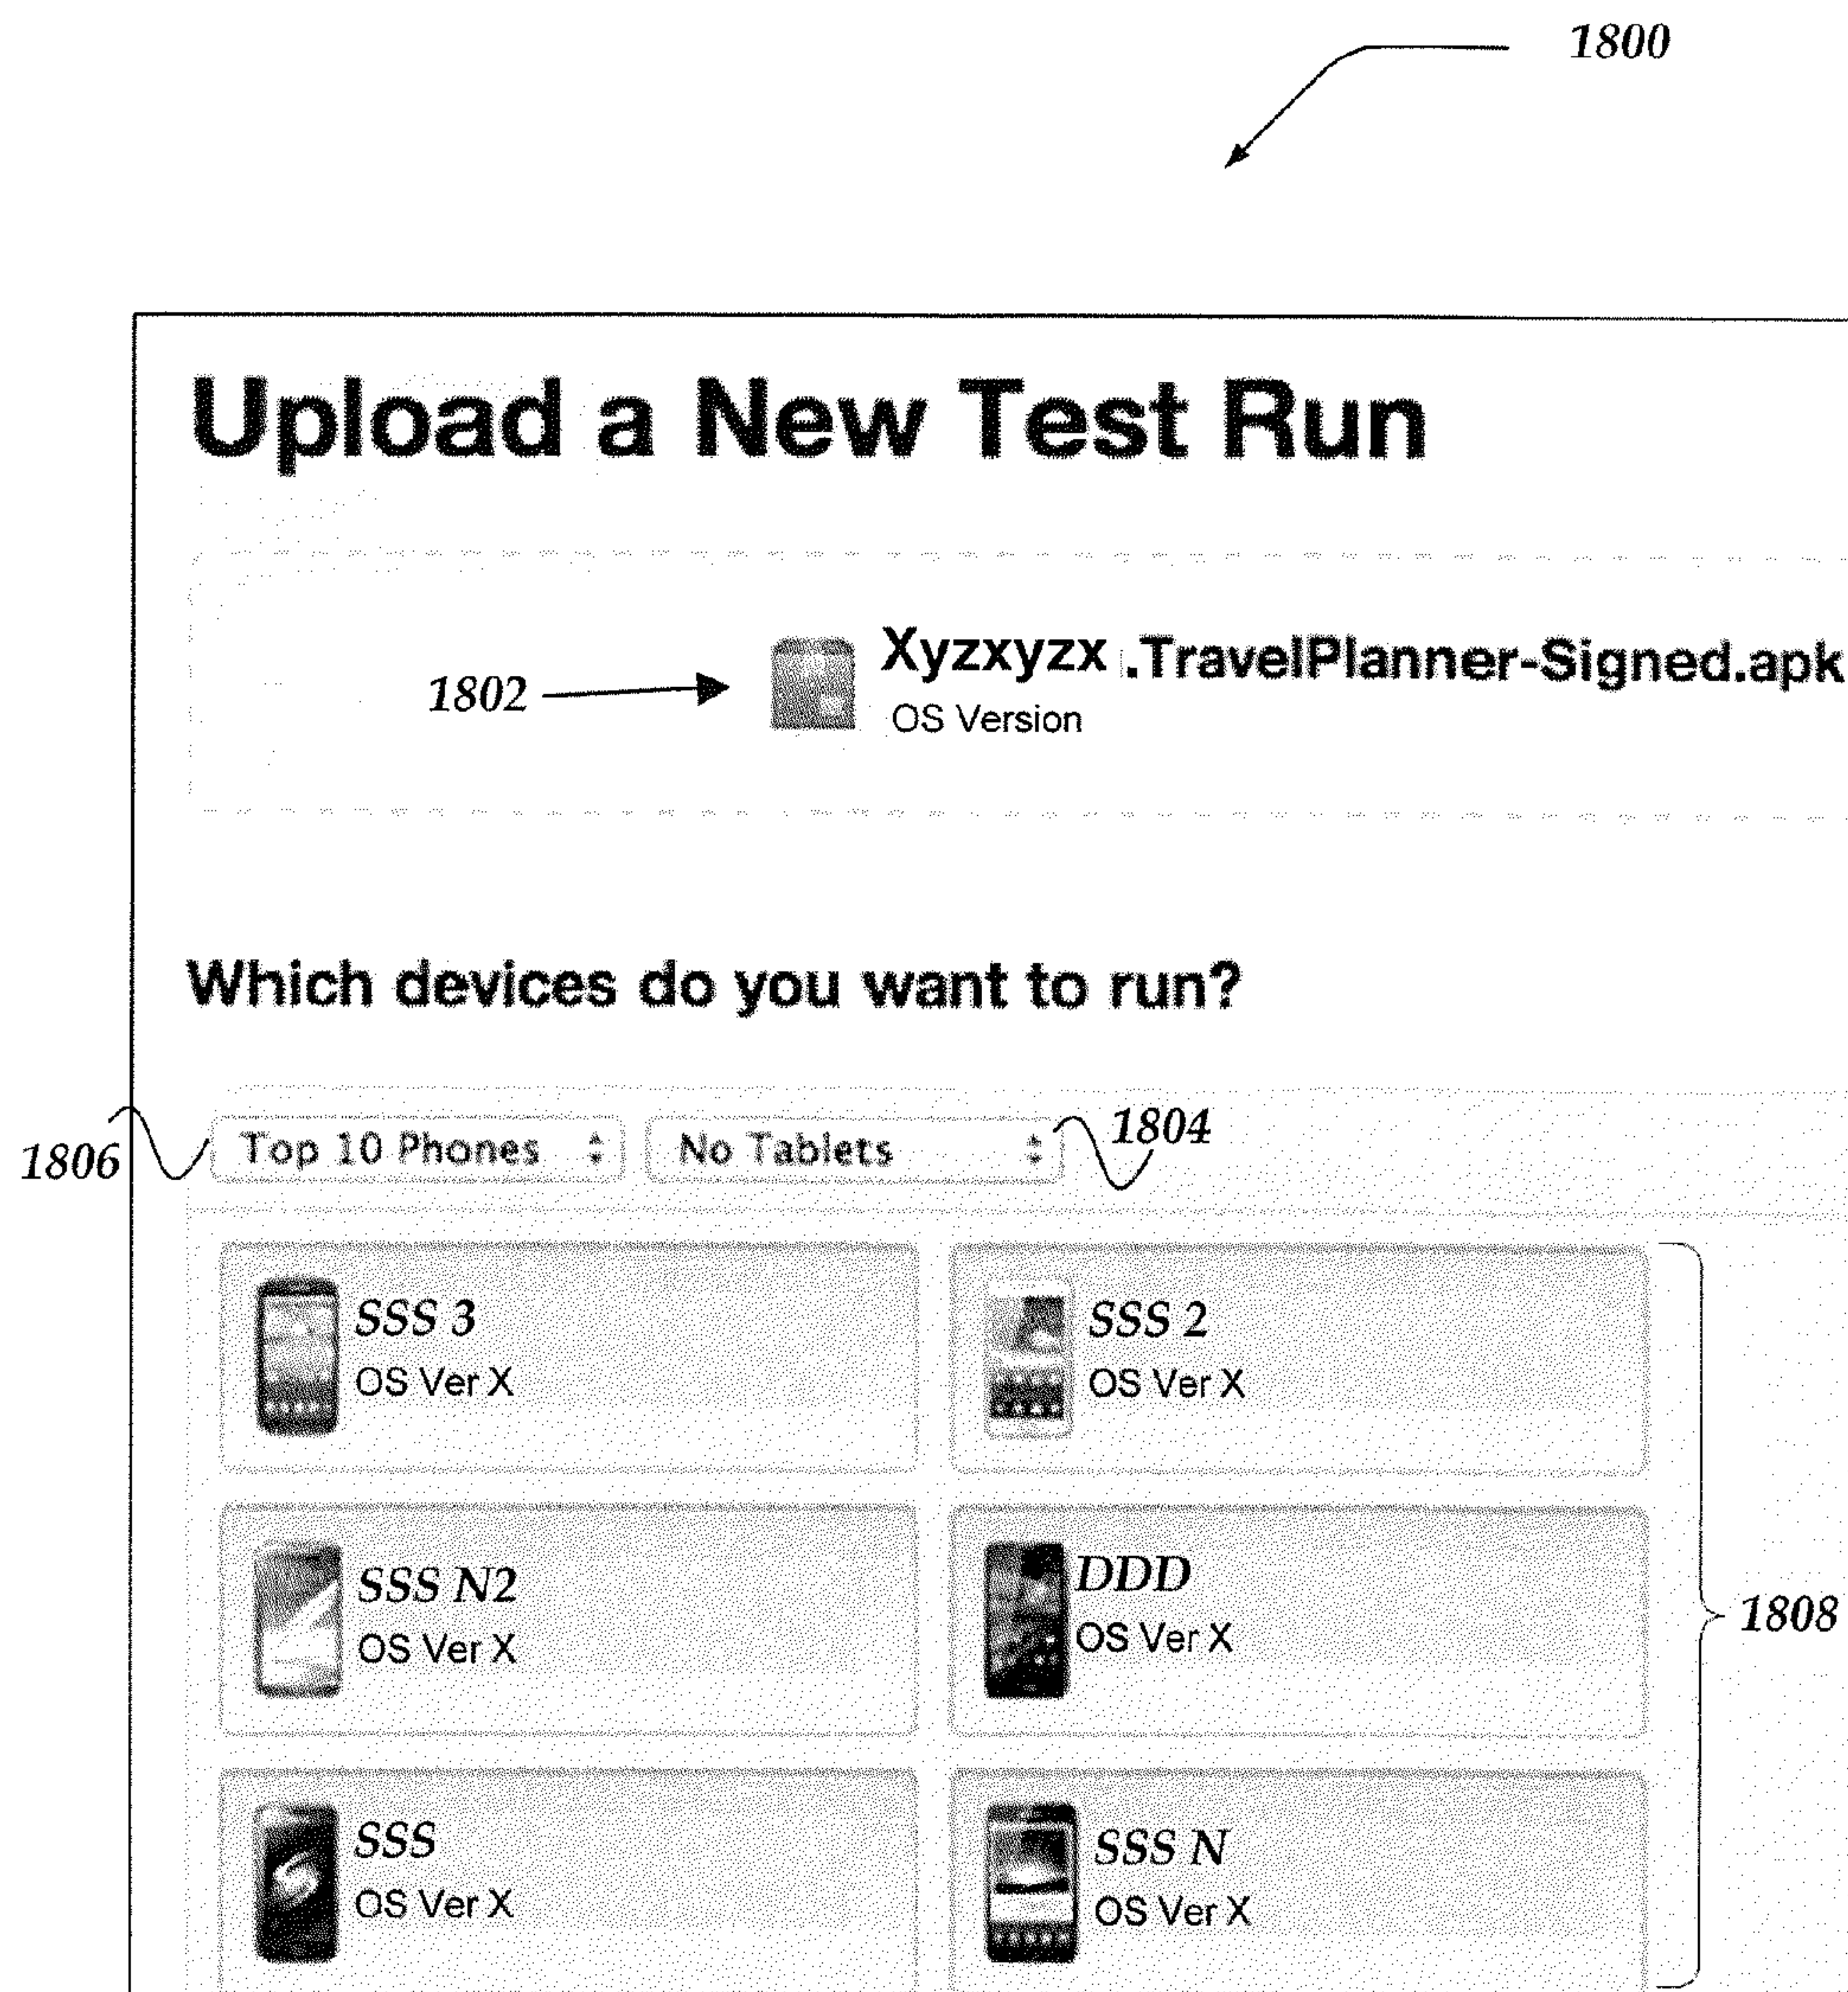 1800
Upload a New Test Run
1802
Xyzxyzx .TravelPlanner-Signed.apk
OS Version
Which devices do you want to run?
1806
Top 10 Phones
No Tablets
1804
SSS 3
OS Ver X
SSS 2
OS Ver X
SSS N2
OS Ver X
DDD
OS Ver X
1808
SSS
OS Ver X
SSS N
OS Ver X